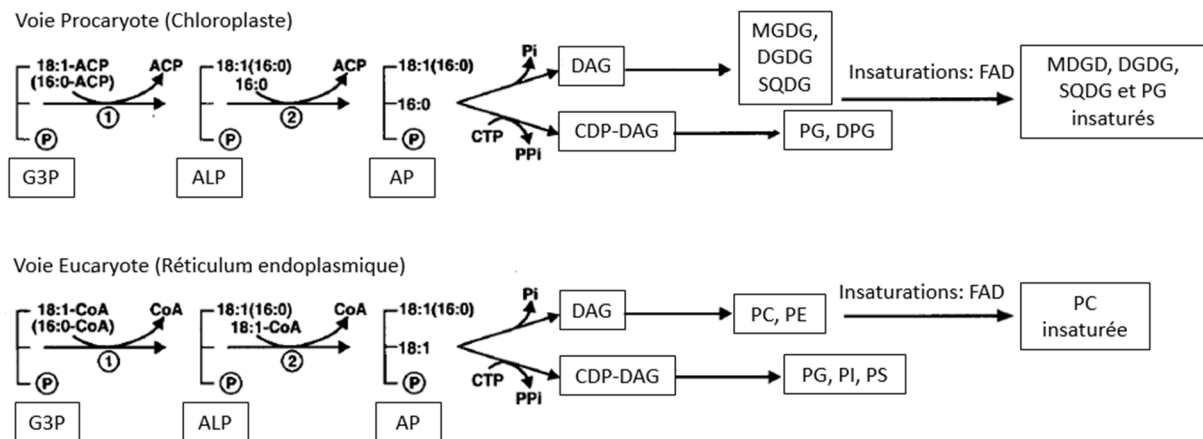 Voie Procaryote (Chloroplaste)
18:1-ACP
(16:0-ACP)
ACP
1
P
G3P
18:1(16:0)
16:0
ACP
2
P
ALP
18:1(16:0)
16:0
P
AP
Pi
CTP
PPi
DAG
CDP-DAG
MGDG,
DGDG
SQDG
PG, DPG
Insaturations: FAD
MDGD, DGDG,
SQDG et PG
insaturés
Voie Eucaryote (Réticulum endoplasmique)
18:1-CoA
(16:0-CoA)
CoA
1
P
G3P
18:1(16:0)
18:1-CoA
CoA
2
P
ALP
18:1(16:0)
18:1
P
AP
Pi
CTP
PPi
DAG
CDP-DAG
PC, PE
PG, PI, PS
Insaturations: FAD
PC
insaturée